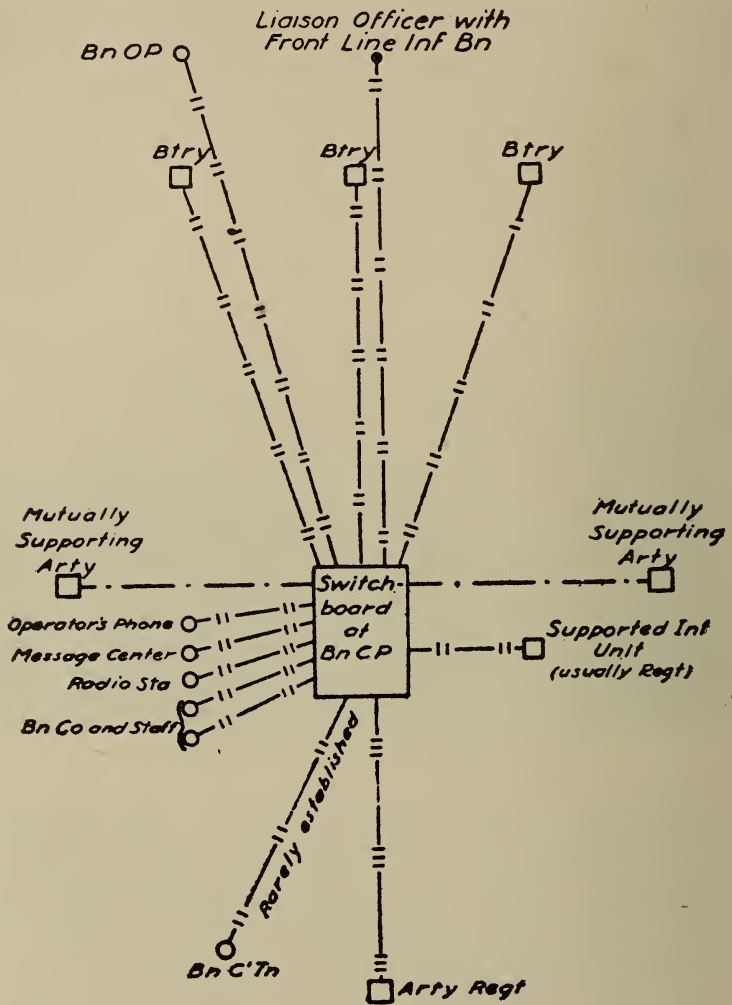 Liaison Officer with
Front Line Inf Bn
Bn OP
Btry
Btry
Btry
Mutually
Supporting
Arty
Mutually
Supporting
Arty
Switch-
board
at
Bn CP
Operator's Phone
Message Center
Radio Sta
Bn Co and Staff
Supported Inf
Unit
(usually Regt)
Rarely established
Bn C'Tn
Arty Regt